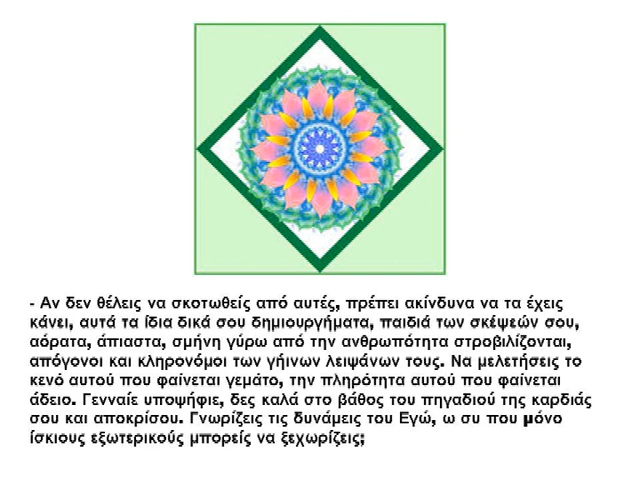 - Αν δεν θέλεις να σκοτωθείς από αυτές, πρέπει ακίνδυνα να τα έχεις
κάνει, αυτά τα ίδια δικά σου δημιουργήματα, παιδιά των σκέψεών σου,
αόρατα, άπιαστα, σμήνη γύρω από την ανθρωπότητα στροβιλίζονται,
απόγονοι και κληρονόμοι των γήινων λειψάνων τους. Να μελετήσεις το
κενό αυτού που φαίνεται γεμάτο, την πληρότητα αυτού που φαίνεται
άδειο. Γενναίε υποψήφιε, δες καλά στο βάθος του πηγαδιού της καρδιάς
σου και αποκρίσου. Γνωρίζεις τις δυνάμεις του Εγώ, ω συ που μόνο
ίσκιους εξωτερικούς μπορείς να ξεχωρίζεις;